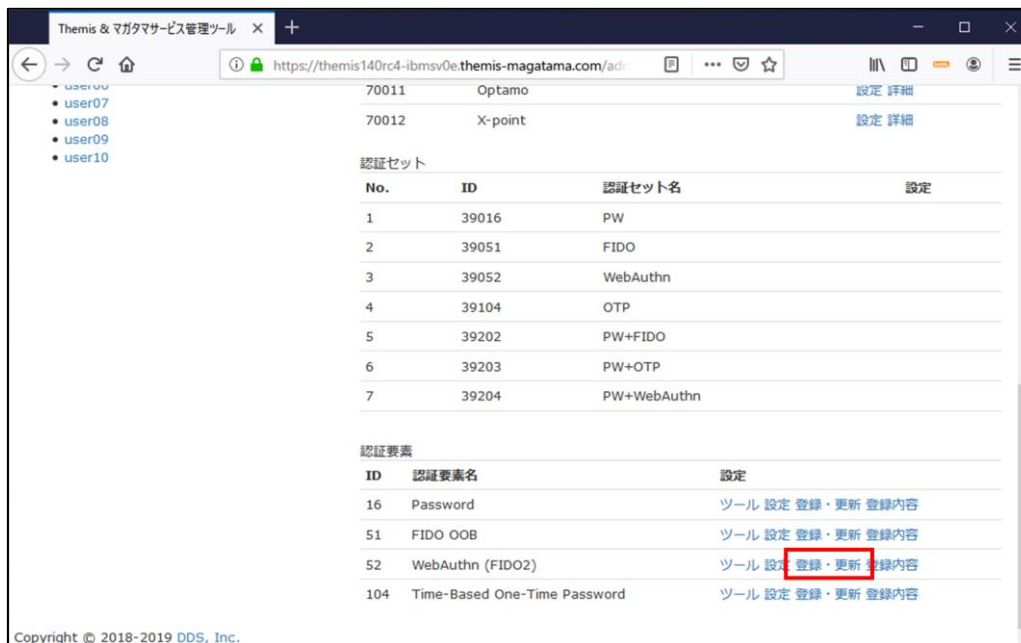 Themis & マガタマサービス管理ツール
https://themis140rc4-ibmsv0e.themis-magatama.com/adr
user06
user07
user08
user09
user10
70011 Optamo 設定 詳細
70012 X-point 設定 詳細
認証セット
No. ID 認証セット名 設定
1 39016 PW
2 39051 FIDO
3 39052 WebAuthn
4 39104 OTP
5 39202 PW+FIDO
6 39203 PW+OTP
7 39204 PW+WebAuthn
認証要素
ID 認証要素名 設定
16 Password ツール 設定 登録・更新 登録内容
51 FIDO OOB ツール 設定 登録・更新 登録内容
52 WebAuthn (FIDO2) ツール 設定 登録・更新 登録内容
104 Time-Based One-Time Password ツール 設定 登録・更新 登録内容
Copyright © 2018-2019 DDS, Inc.